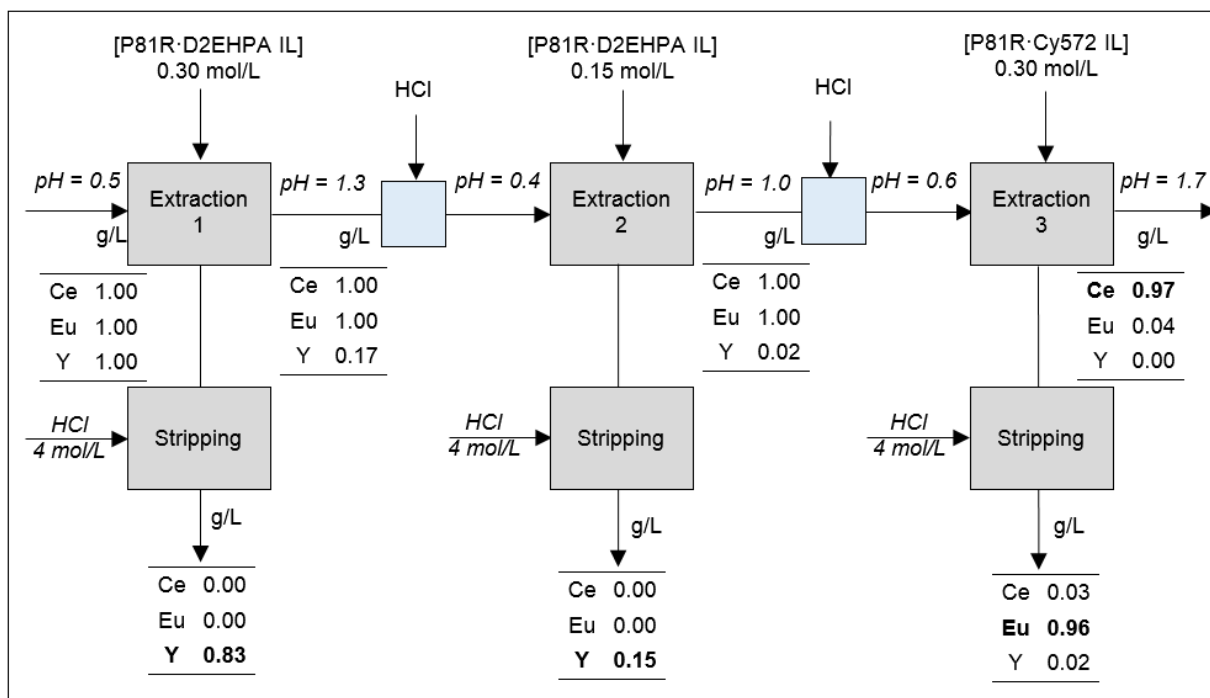 [P81R·D2EHPA IL]
0.30 mol/L
[P81R·D2EHPA IL]
0.15 mol/L
[P81R·Cy572 IL]
0.30 mol/L
HCl
HCl
pH = 0.5
Extraction
1
pH = 1.3
pH = 0.4
Extraction
2
pH = 1.0
pH = 0.6
Extraction
3
pH = 1.7
g/L
g/L
g/L
g/L
Ce 1.00
Eu 1.00
Y 1.00
Ce 1.00
Eu 1.00
Y 0.17
Ce 1.00
Eu 1.00
Y 0.02
Ce 0.97
Eu 0.04
Y 0.00
HCl
4 mol/L
Stripping
HCl
4 mol/L
Stripping
HCl
4 mol/L
Stripping
g/L
g/L
g/L
Ce 0.00
Eu 0.00
Y 0.83
Ce 0.00
Eu 0.00
Y 0.15
Ce 0.03
Eu 0.96
Y 0.02